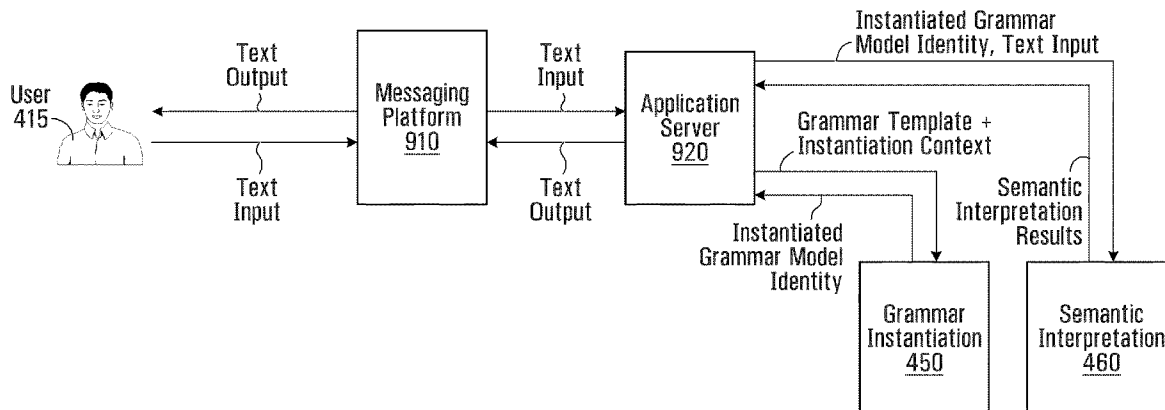 Instantiated Grammar
Model Identity, Text Input
Text
Output
Text
Input
User
415
Messaging
Platform
910
Application
Server
920
Grammar Template +
Instantiation Context
Text
Input
Text
Output
Instantiated
Grammar Model
Identity
Semantic
Interpretation
Results
Grammar
Instantiation
450
Semantic
Interpretation
460